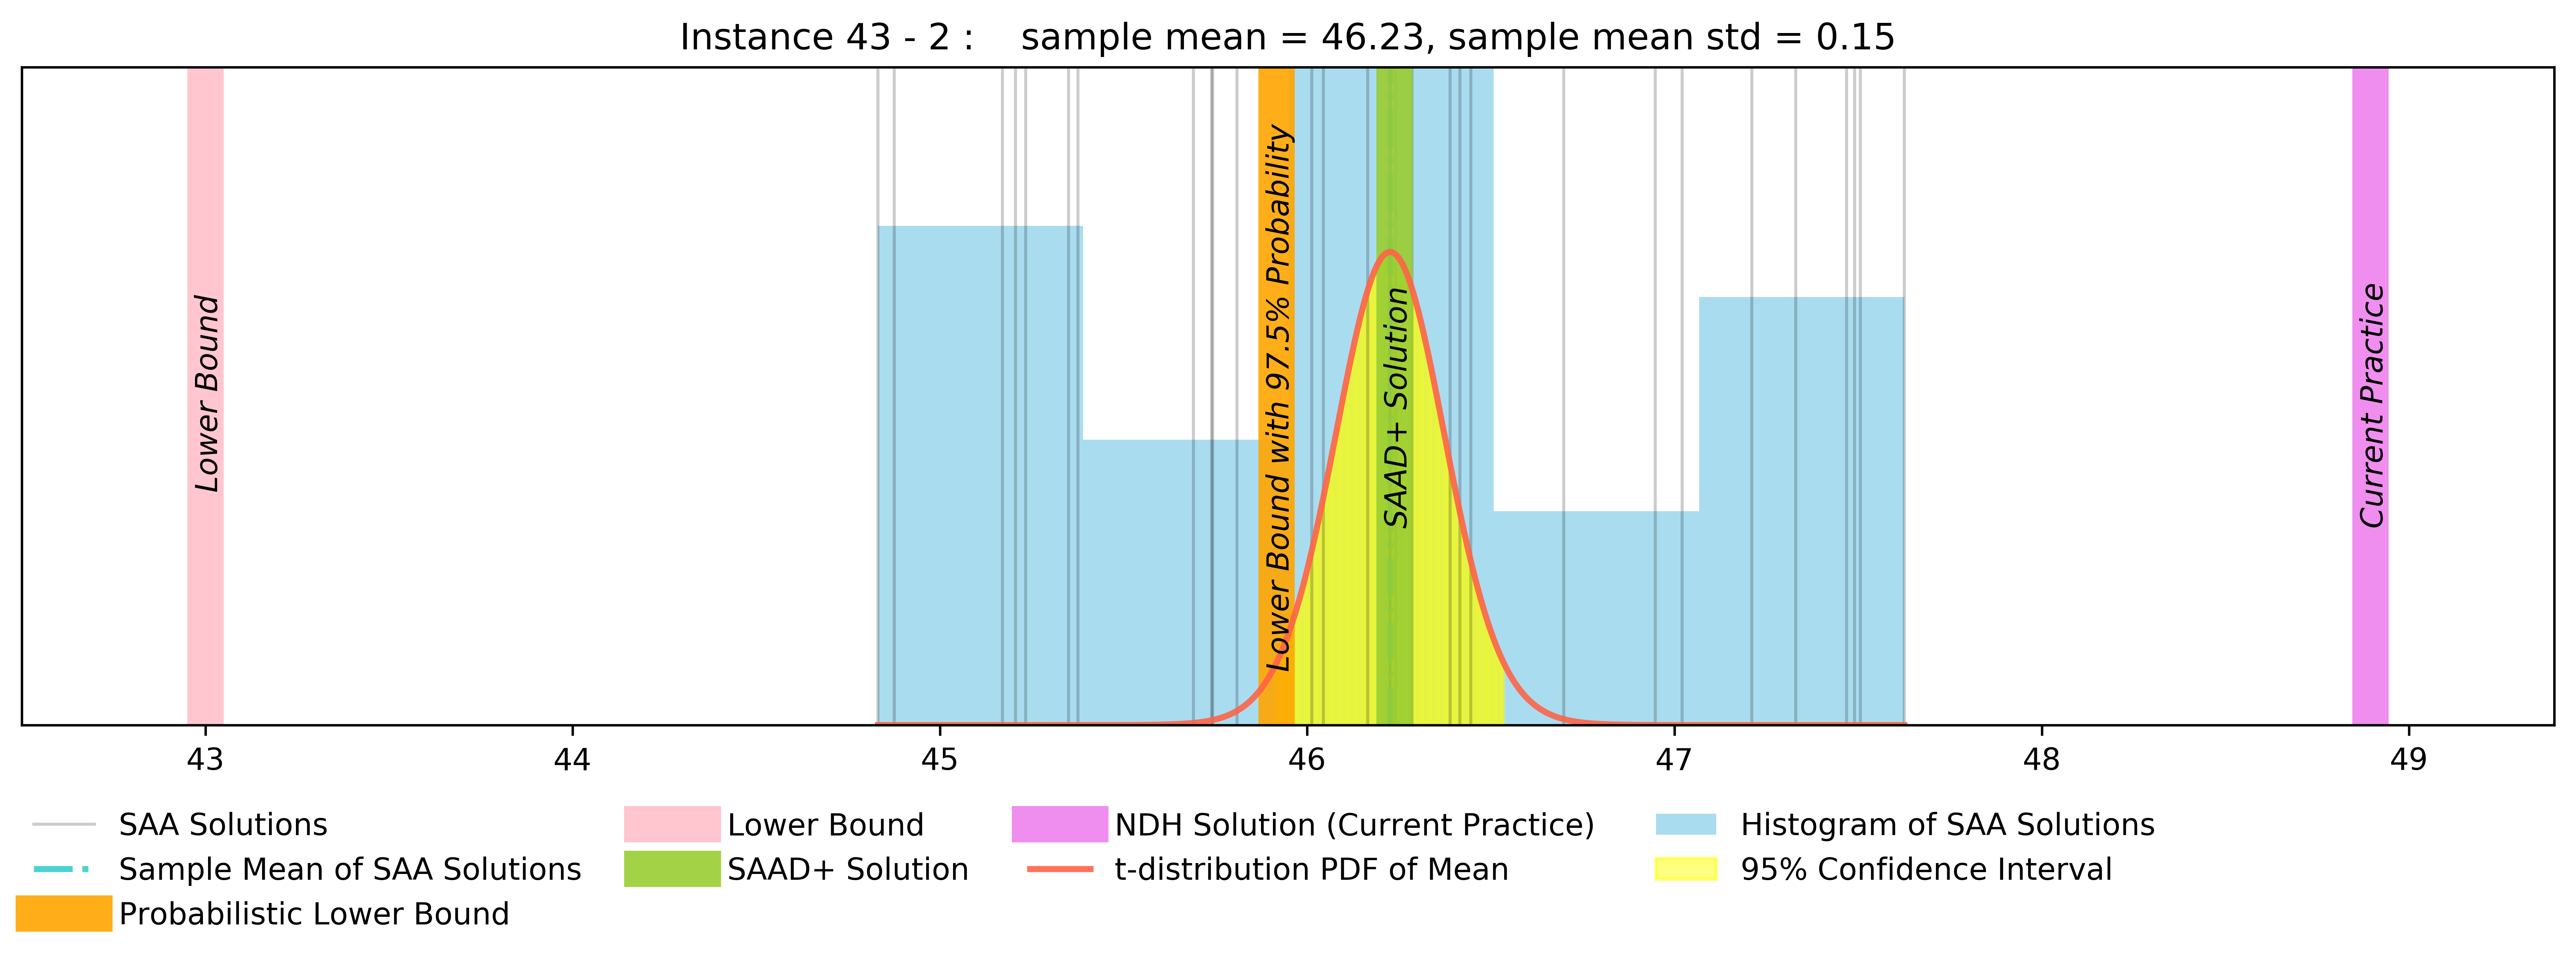 Instance 43 - 2 :    sample mean = 46.23, sample mean std = 0.15
Lower Bound
Lower Bound with 97.5% Probability
SAAD+ Solution
Current Practice
43 44 45 46 47 48 49
SAA Solutions
Sample Mean of SAA Solutions
Probabilistic Lower Bound
Lower Bound
SAAD+ Solution
NDH Solution (Current Practice)
t-distribution PDF of Mean
Histogram of SAA Solutions
95% Confidence Interval